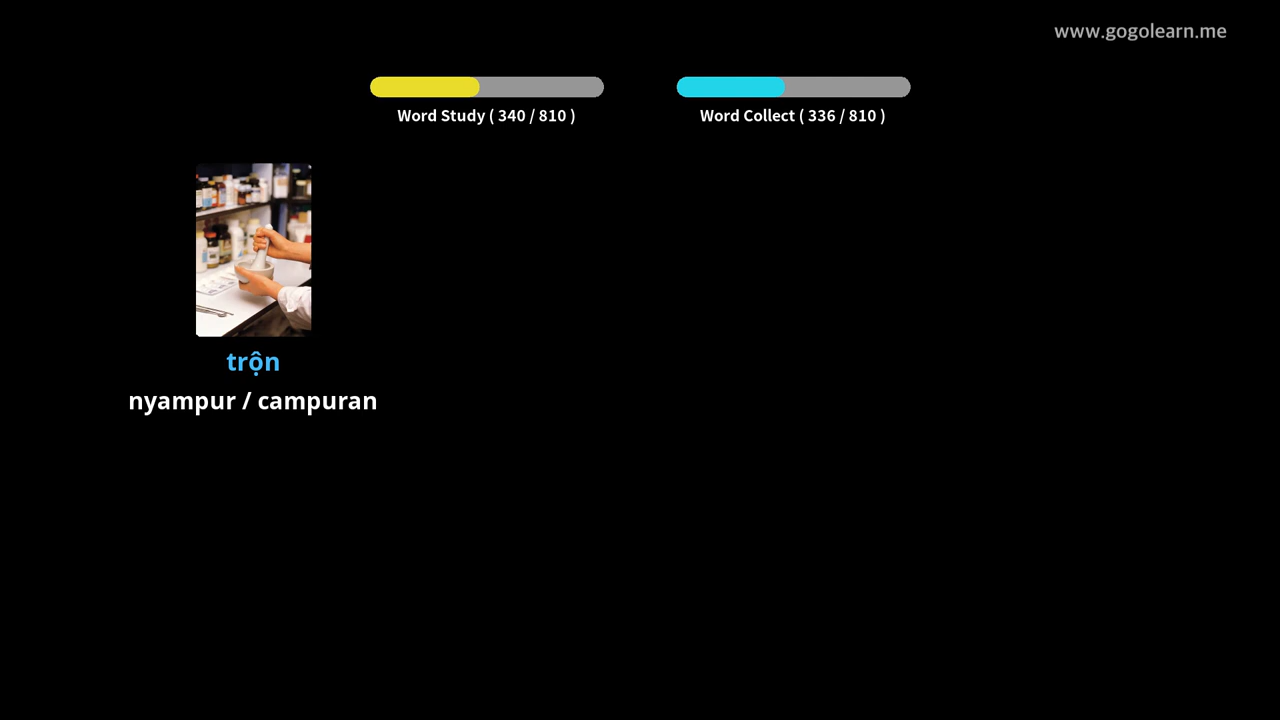 www.gogolearn.me
Word Study ( 340 / 810 )
Word Collect ( 336 / 810 )
trộn
nyampur / campuran